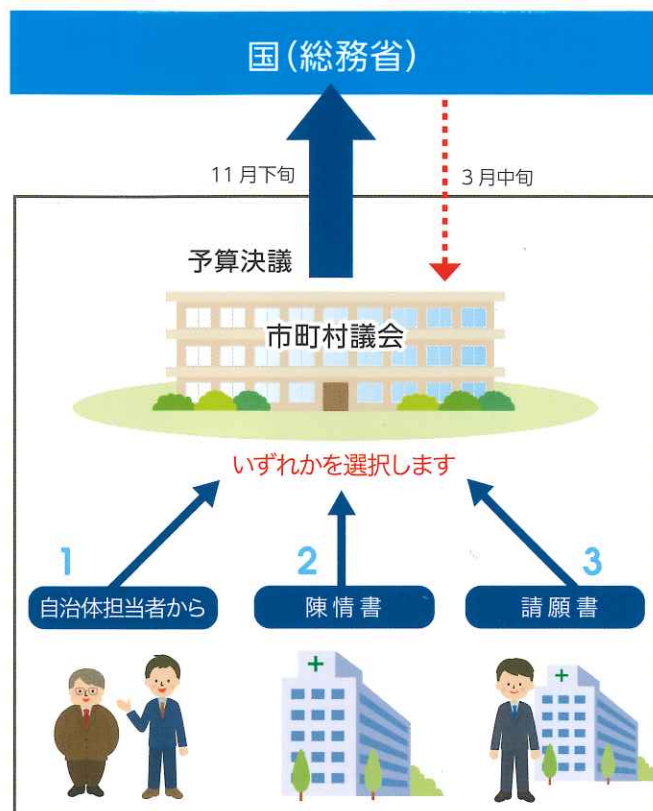 国(総務省)
11月下旬
3月中旬
予算決議
市町村議会
いずれかを選択します
1
2
3
自治体担当者から
陳情書
請願書